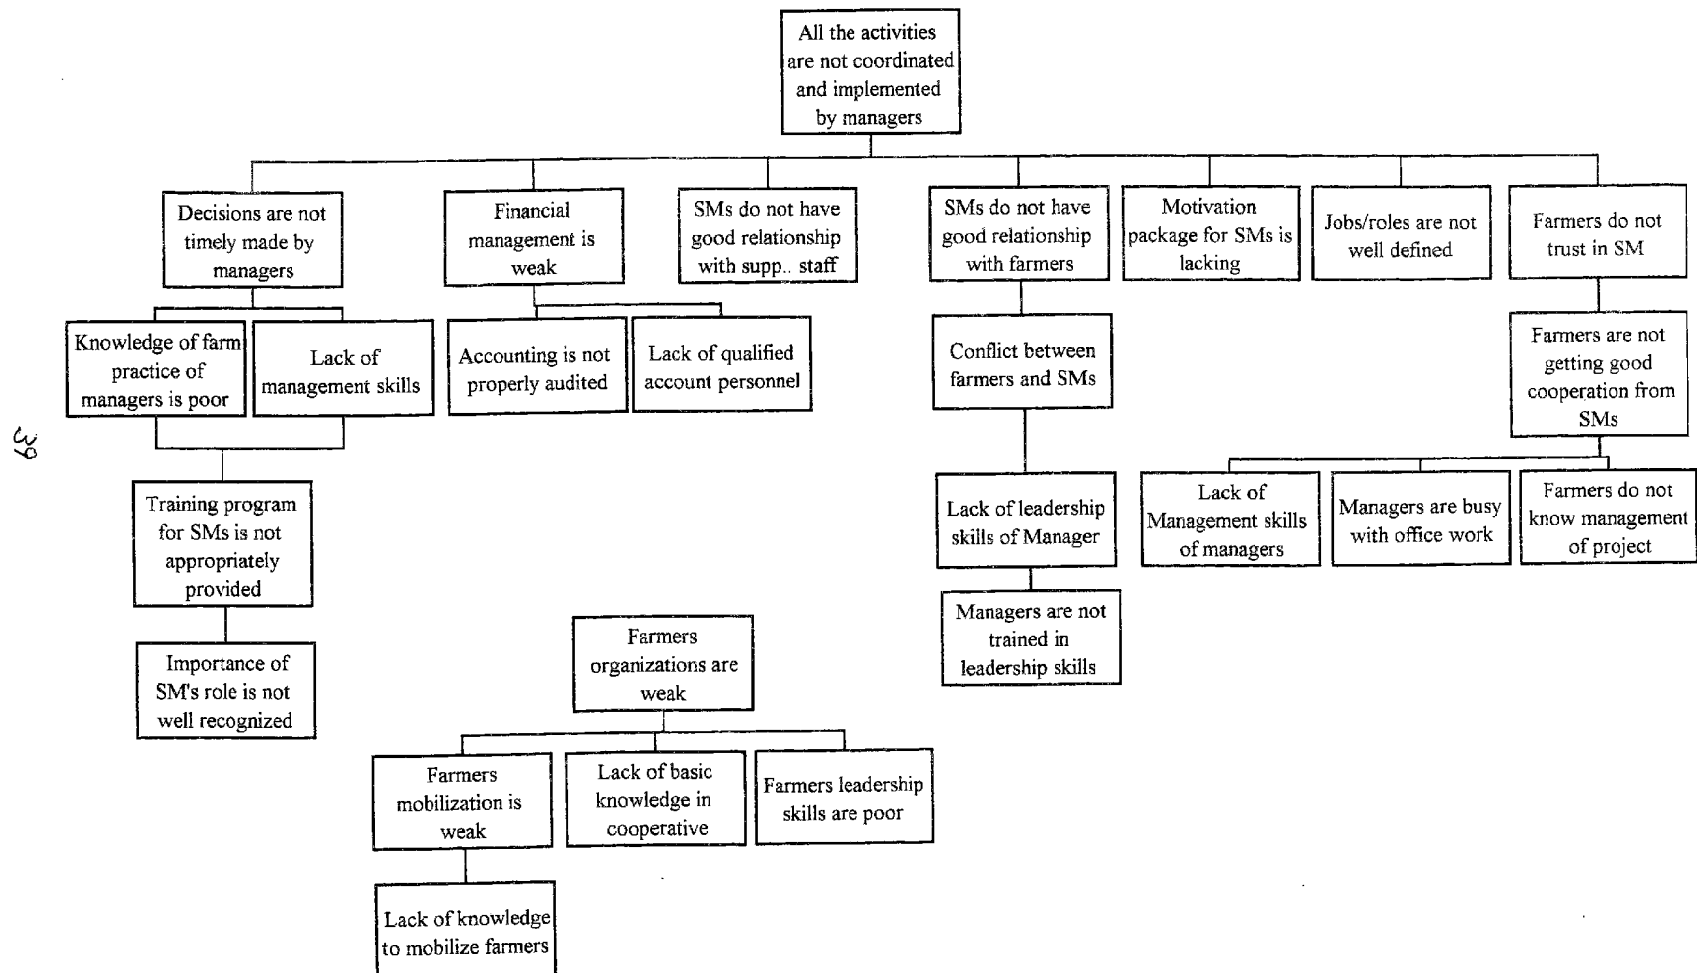 All the activities
are not coordinated
and implemented
by managers
Decisions are not
timely made by
managers
Financial
management is
weak
SMs do not have
good relationship
with supp.. staff
SMs do not have
good relationship
with farmers
Motivation
package for SMs is
lacking
Jobs/roles are not
well defined
Farmers do not
trust in SM
Knowledge of farm
practice of
managers is poor
Lack of
management skills
Accounting is not
properly audited
Lack of qualified
account personnel
Conflict between
farmers and SMs
Farmers are not
getting good
cooperation from
SMs
39
Training program
for SMs is not
appropriately
provided
Lack of leadership
skills of Manager
Lack of
Management skills
of managers
Managers are busy
with office work
Farmers do not
know management
of project
Managers are not
trained in
leadership skills
Importance of
SM's role is not
well recognized
Farmers
organizations are
weak
Farmers
mobilization is
weak
Lack of basic
knowledge in
cooperative
Farmers leadership
skills are poor
Lack of knowledge
to mobilize farmers